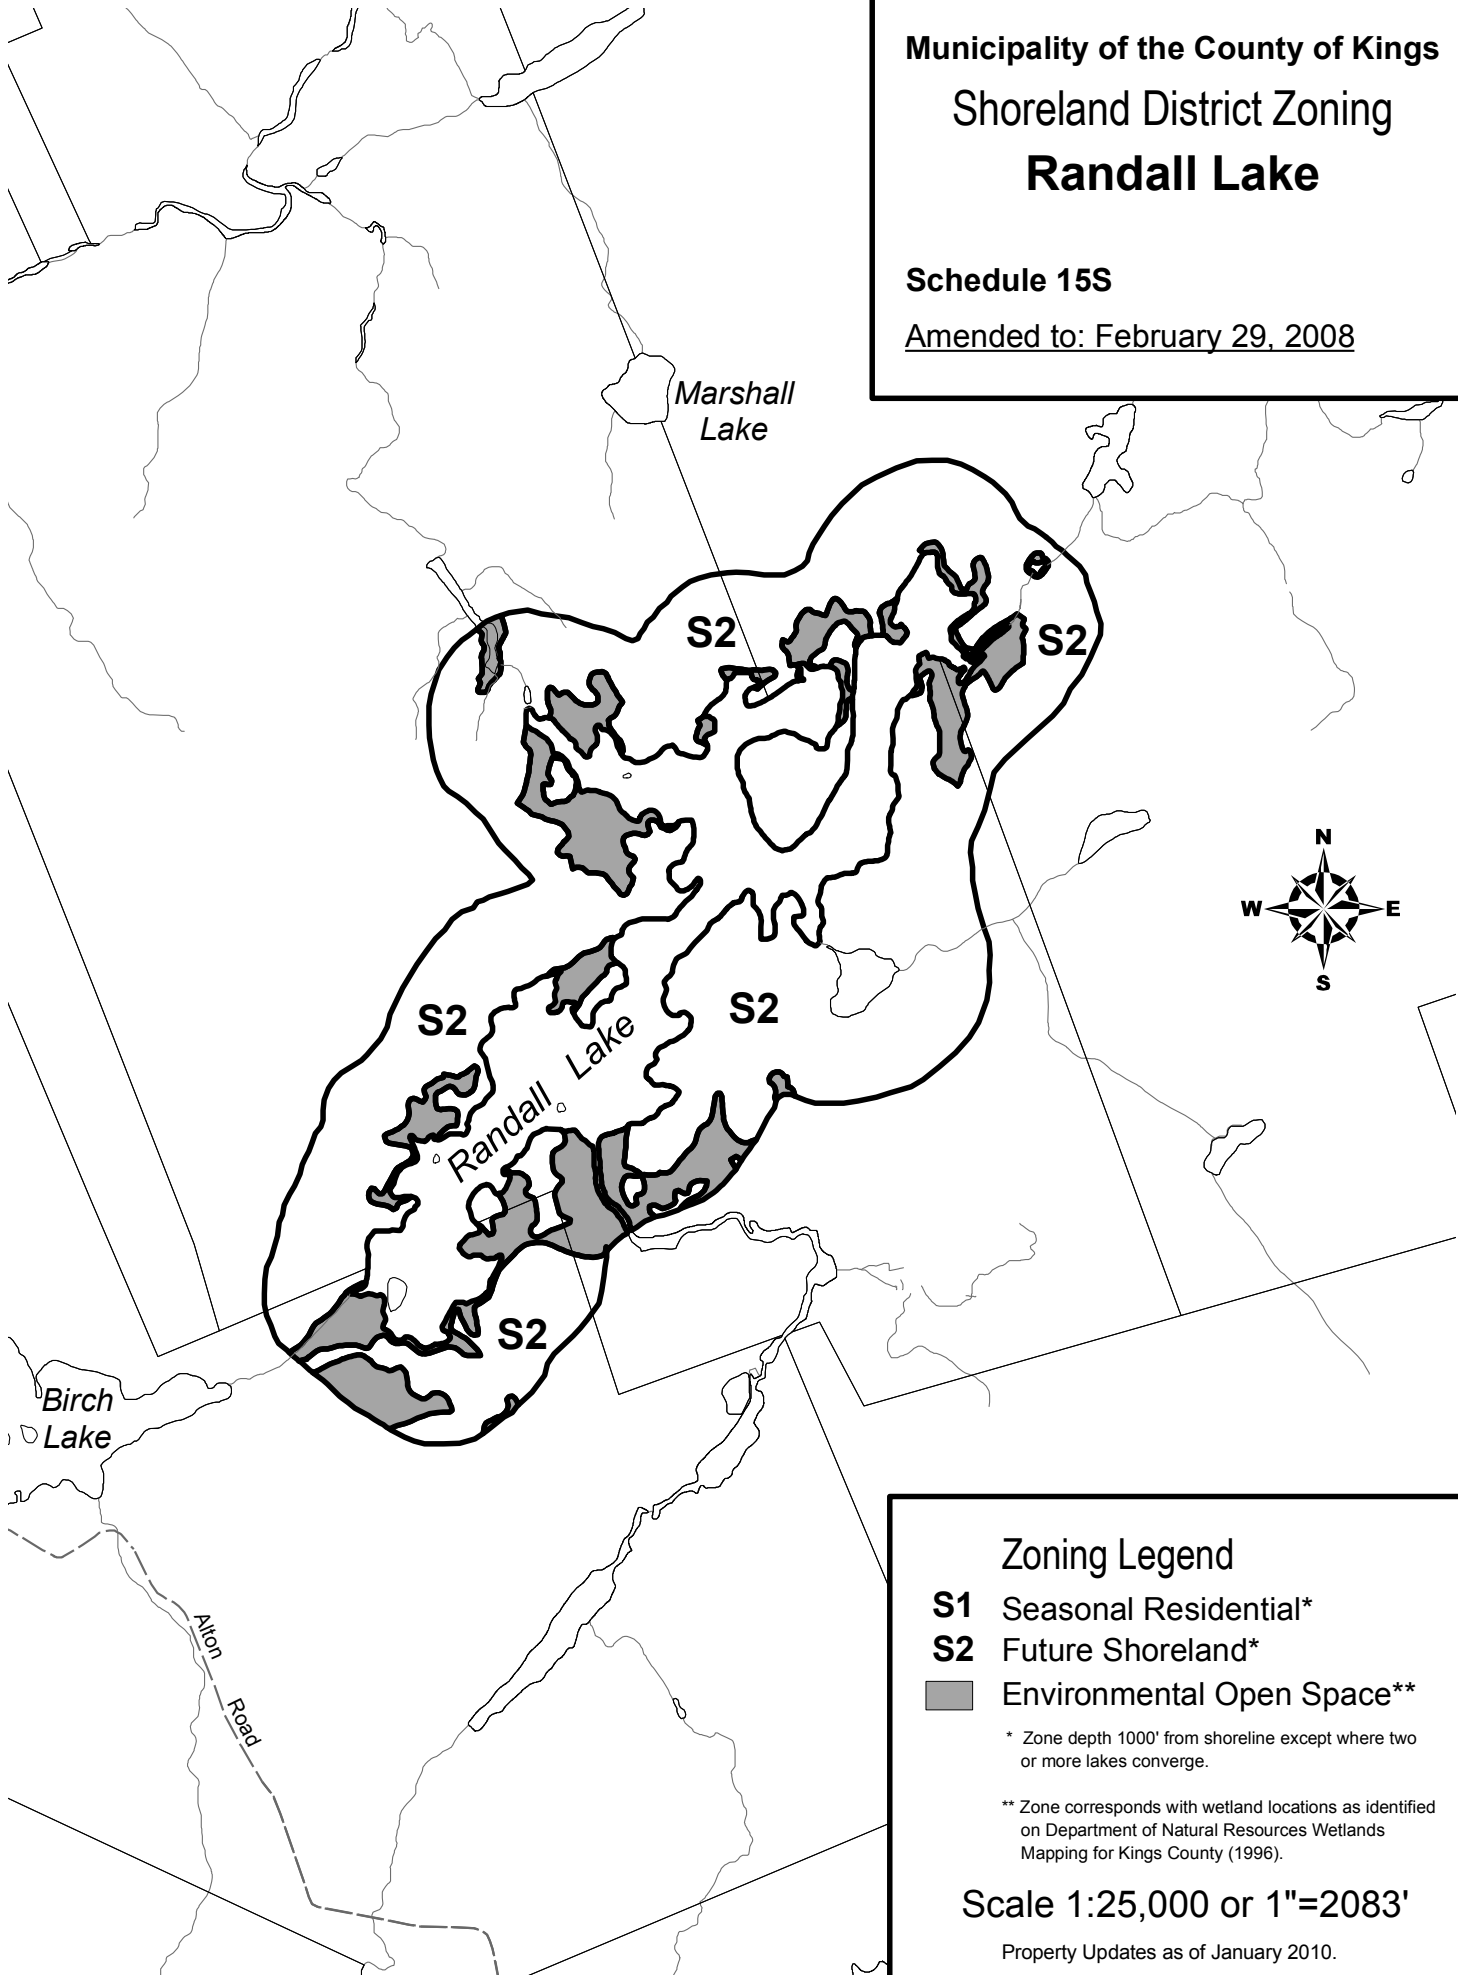 Municipality of the County of Kings
Shoreland District Zoning
Randall Lake
Schedule 15S
Amended to: February 29, 2008
Marshall
Lake
S2
S2
N
W
E
S
S2
S2
Randall Lake
S2
Birch
Lake
Alton
Road
Zoning Legend
S1 Seasonal Residential*
S2 Future Shoreland*
Environmental Open Space**
* Zone depth 1000' from shoreline except where two
or more lakes converge.
** Zone corresponds with wetland locations as identified
on Department of Natural Resources Wetlands
Mapping for Kings County (1996).
Scale 1:25,000 or 1"=2083'
Property Updates as of January 2010.